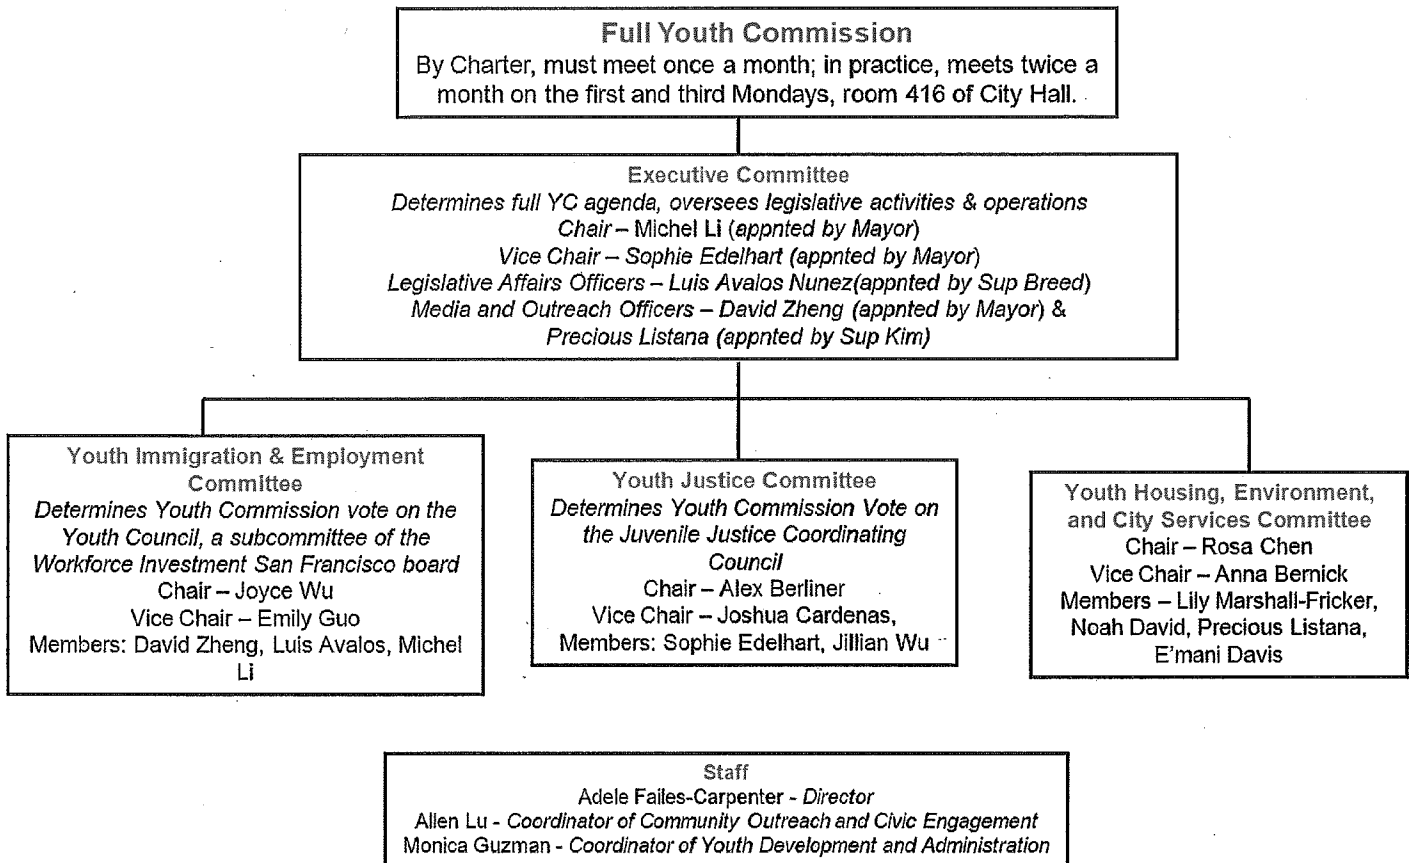 Full Youth Commission
By Charter, must meet once a month; in practice, meets twice a
month on the first and third Mondays, room 416 of City Hall.
Executive Committee
Determines full YC agenda, oversees legislative activities & operations
Chair – Michel Li (appnted by Mayor)
Vice Chair – Sophie Edelhart (appnted by Mayor)
Legislative Affairs Officers – Luis Avalos Nunez(appnted by Sup Breed)
Media and Outreach Officers – David Zheng (appnted by Mayor) &
Precious Listana (appnted by Sup Kim)
Youth Immigration & Employment
Committee
Determines Youth Commission vote on the
Youth Council, a subcommittee of the
Workforce Investment San Francisco board
Chair – Joyce Wu
Vice Chair – Emily Guo
Members: David Zheng, Luis Avalos, Michel
Li
Youth Justice Committee
Determines Youth Commission Vote on
the Juvenile Justice Coordinating
Council
Chair – Alex Berliner
Vice Chair – Joshua Cardenas,
Members: Sophie Edelhart, Jillian Wu
Youth Housing, Environment,
and City Services Committee
Chair – Rosa Chen
Vice Chair – Anna Bernick
Members – Lily Marshall-Fricker,
Noah David, Precious Listana,
E'mani Davis
Staff
Adele Failes-Carpenter - Director
Allen Lu - Coordinator of Community Outreach and Civic Engagement
Monica Guzman - Coordinator of Youth Development and Administration